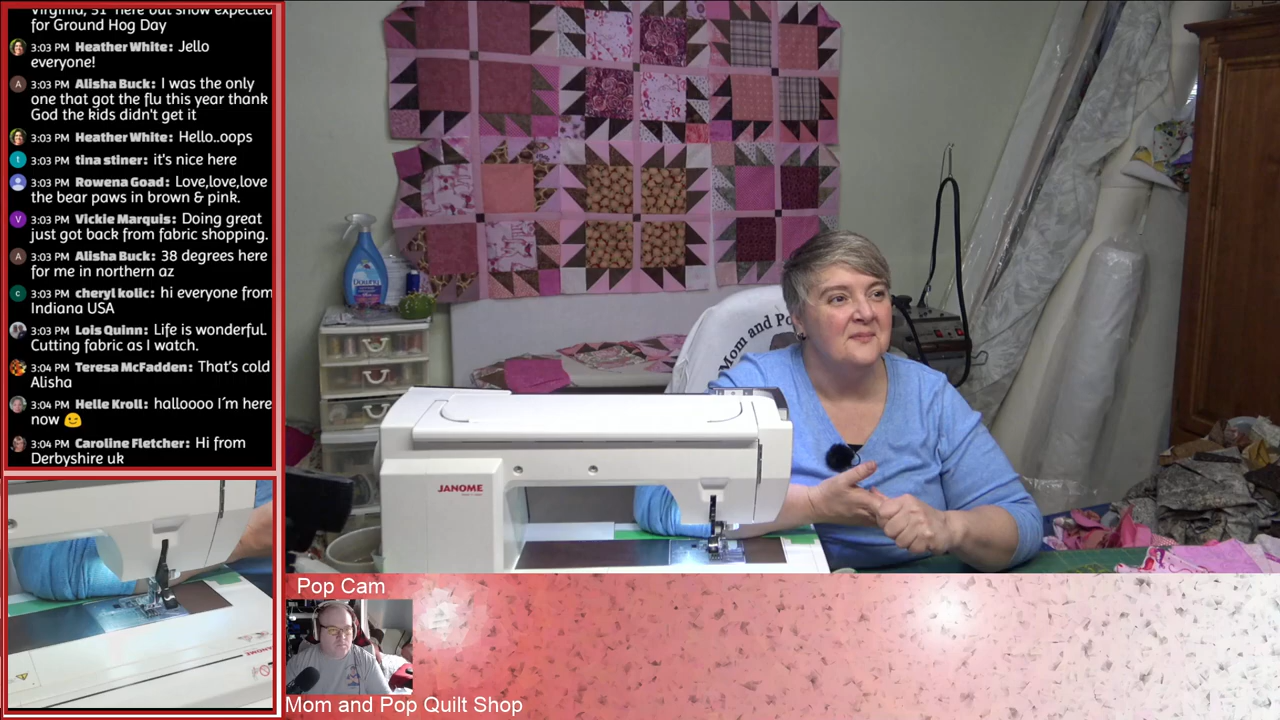 Virginia, 51 here but snow expected
for Ground Hog Day
3:03 PM Heather White: Jello
everyone!
3:03 PM Alisha Buck: I was the only
one that got the flu this year thank
God the kids didn't get it
3:03 PM Heather White: Hello..oops
3:03 PM tina stiner: it's nice here
3:03 PM Rowena Goad: Love,love,love
the bear paws in brown & pink.
3:03 PM Vickie Marquis: Doing great
just got back from fabric shopping.
3:03 PM Alisha Buck: 38 degrees here
for me in northern az
3:03 PM cheryl kolic: hi everyone from
Indiana USA
3:03 PM Lois Quinn: Life is wonderful.
Cutting fabric as I watch.
3:04 PM Teresa McFadden: That's cold
Alisha
3:04 PM Helle Kroll: halloooo I´m here
now 😉
3:04 PM Caroline Fletcher: Hi from
Derbyshire uk
Downy
Mom and Po
JANOME
JANOME
Pop Cam
Mom and Pop Quilt Shop